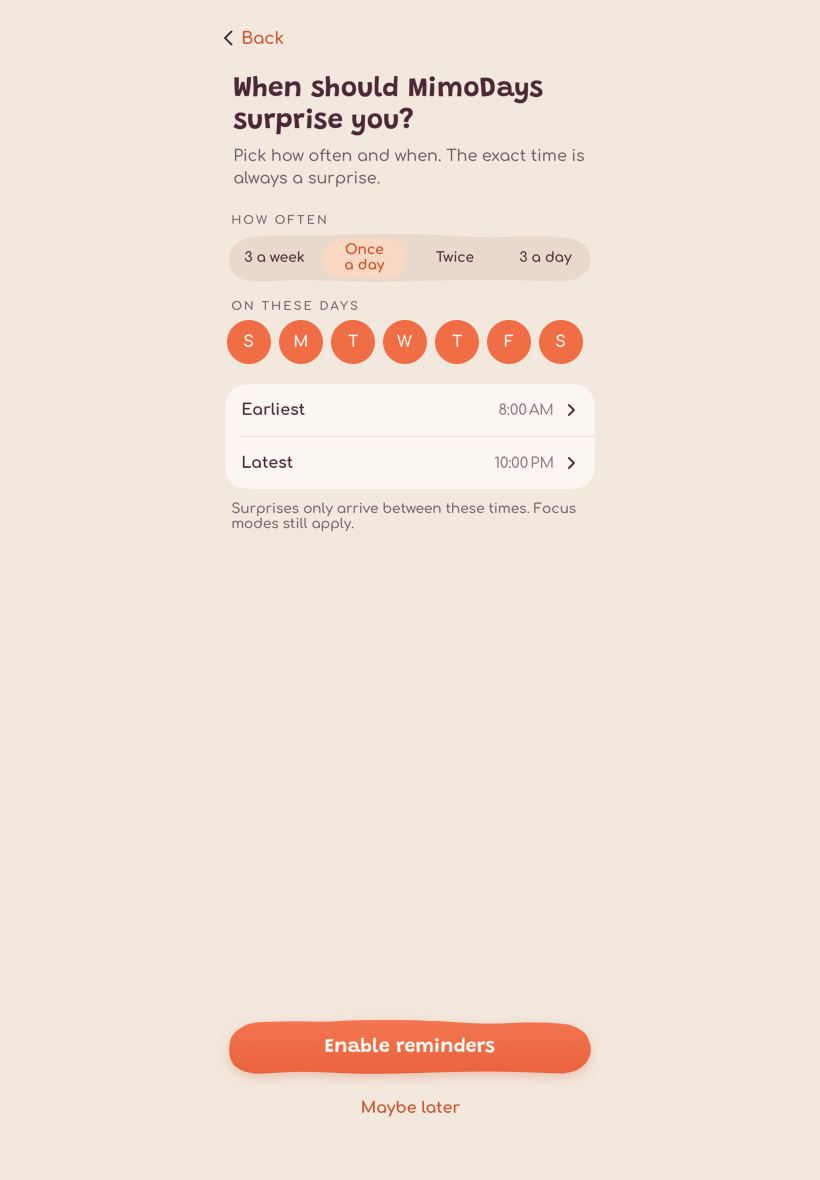 Back
When should MimoDays
surprise you?
Pick how often and when. The exact time is
always a surprise.
HOW OFTEN
3 a week
Once
a day
Twice
3 a day
ON THESE DAYS
S M T W T F S
Earliest 8:00 AM
Latest 10:00 PM
Surprises only arrive between these times. Focus
modes still apply.
Enable reminders
Maybe later